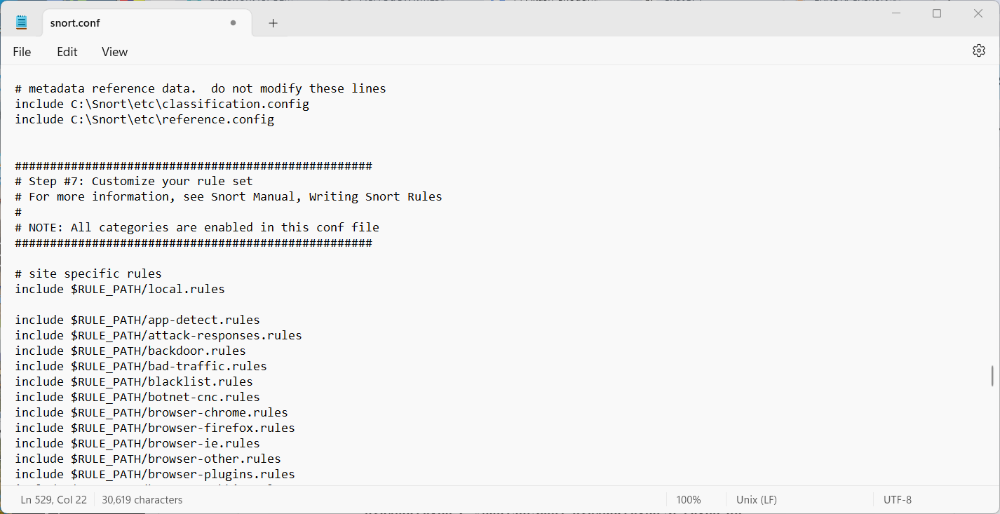 snort.conf
File Edit View
# metadata reference data.  do not modify these lines
include C:\Snort\etc\classification.config
include C:\Snort\etc\reference.config
###################################################
# Step #7: Customize your rule set
# For more information, see Snort Manual, Writing Snort Rules
#
# NOTE: All categories are enabled in this conf file
###################################################
# site specific rules
include $RULE_PATH/local.rules
include $RULE_PATH/app-detect.rules
include $RULE_PATH/attack-responses.rules
include $RULE_PATH/backdoor.rules
include $RULE_PATH/bad-traffic.rules
include $RULE_PATH/blacklist.rules
include $RULE_PATH/botnet-cnc.rules
include $RULE_PATH/browser-chrome.rules
include $RULE_PATH/browser-firefox.rules
include $RULE_PATH/browser-ie.rules
include $RULE_PATH/browser-other.rules
include $RULE_PATH/browser-plugins.rules
Ln 529, Col 22 30,619 characters 100% Unix (LF) UTF-8